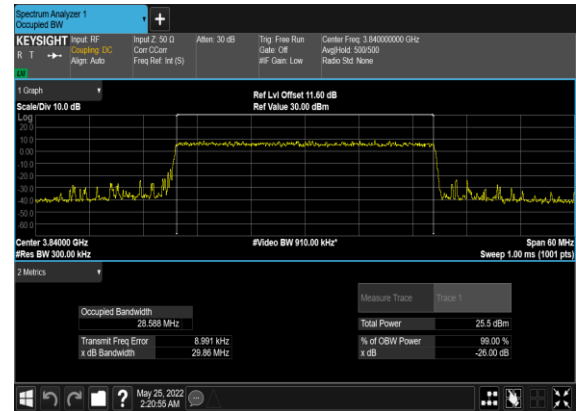 Spectrum Analyzer 1
Occupied BW
KEYSIGHT
R T
Input: RF
Coupling: DC
Align: Auto
Input Z: 50 Ω
Corr CCorr
Freq Ref: Int (S)
Atten: 30 dB
Trig: Free Run
Gate: Off
#IF Gain: Low
Center Freq: 3.840000000 GHz
Avg|Hold: 500/500
Radio Std: None
1 Graph
Scale/Div 10.0 dB
Ref Lvl Offset 11.60 dB
Ref Value 30.00 dBm
Log
20.0
10.0
0.00
-10.0
-20.0
-30.0
-40.0
-50.0
-60.0
Center 3.84000 GHz
#Res BW 300.00 kHz
#Video BW 910.00 kHz*
Span 60 MHz
Sweep 1.00 ms (1001 pts)
2 Metrics
Occupied Bandwidth
28.588 MHz
Transmit Freq Error 8.991 kHz
x dB Bandwidth 29.86 MHz
Measure Trace Trace 1
Total Power 25.5 dBm
% of OBW Power 99.00 %
x dB -26.00 dB
?
May 25, 2022
2:20:55 AM